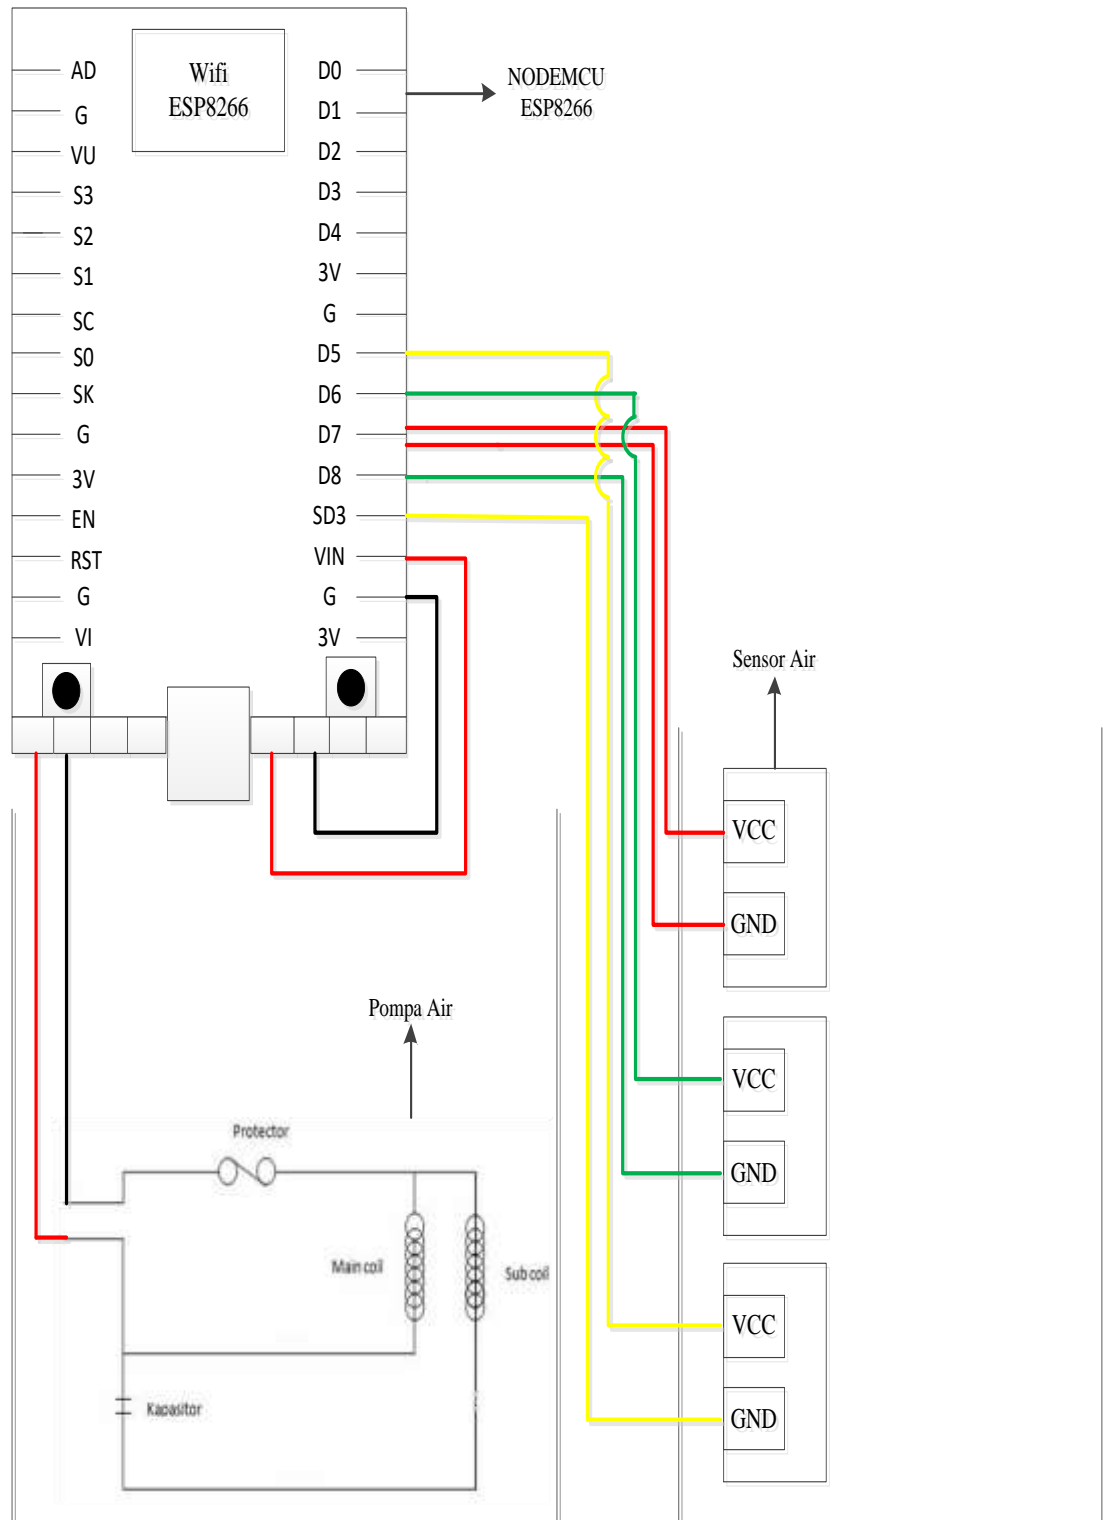 Wifi
ESP8266
NODEMCU
ESP8266
AD
G
VU
S3
S2
S1
SC
S0
SK
G
3V
EN
RST
G
VI
D0
D1
D2
D3
D4
3V
G
D5
D6
D7
D8
SD3
VIN
G
3V
Sensor Air
VCC
GND
VCC
GND
VCC
GND
Pompa Air
Protector
Main coil
Sub coil
Kapasitor